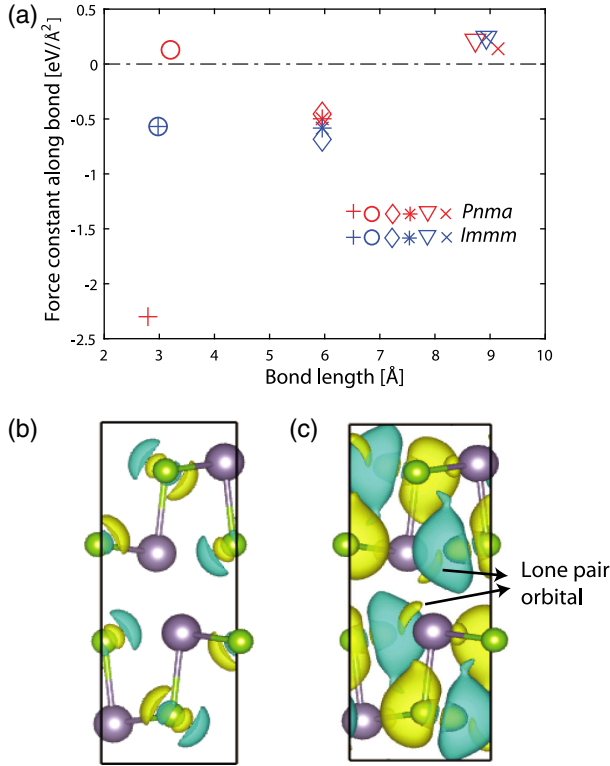 (a)
Force constant along bond [eV/Å²]
0.5
0
-0.5
-1
-1.5
-2
-2.5
Pnma
Immm
2 3 4 5 6 7 8 9 10
Bond length [Å]
(b)
(c)
Lone pair
orbital